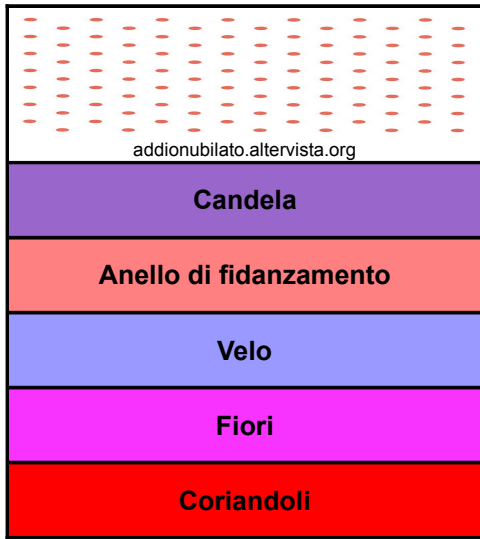 addionubilato.altervista.org
Candela
Anello di fidanzamento
Velo
Fiori
Coriandoli